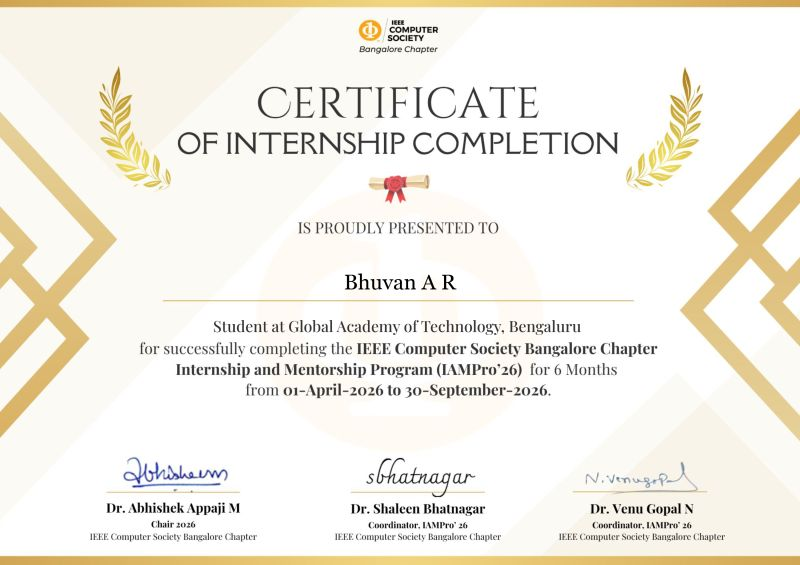 IEEE
COMPUTER
SOCIETY
Bangalore Chapter
CERTIFICATE
OF INTERNSHIP COMPLETION
IS PROUDLY PRESENTED TO
Bhuvan A R
Student at Global Academy of Technology, Bengaluru
for successfully completing the IEEE Computer Society Bangalore Chapter
Internship and Mentorship Program (IAMPro’26) for 6 Months
from 01-April-2026 to 30-September-2026.
Abhisheem
sbhatnagar
N.Venugopal
Dr. Abhishek Appaji M
Chair 2026
IEEE Computer Society Bangalore Chapter
Dr. Shaleen Bhatnagar
Coordinator, IAMPro’ 26
IEEE Computer Society Bangalore Chapter
Dr. Venu Gopal N
Coordinator, IAMPro’ 26
IEEE Computer Society Bangalore Chapter